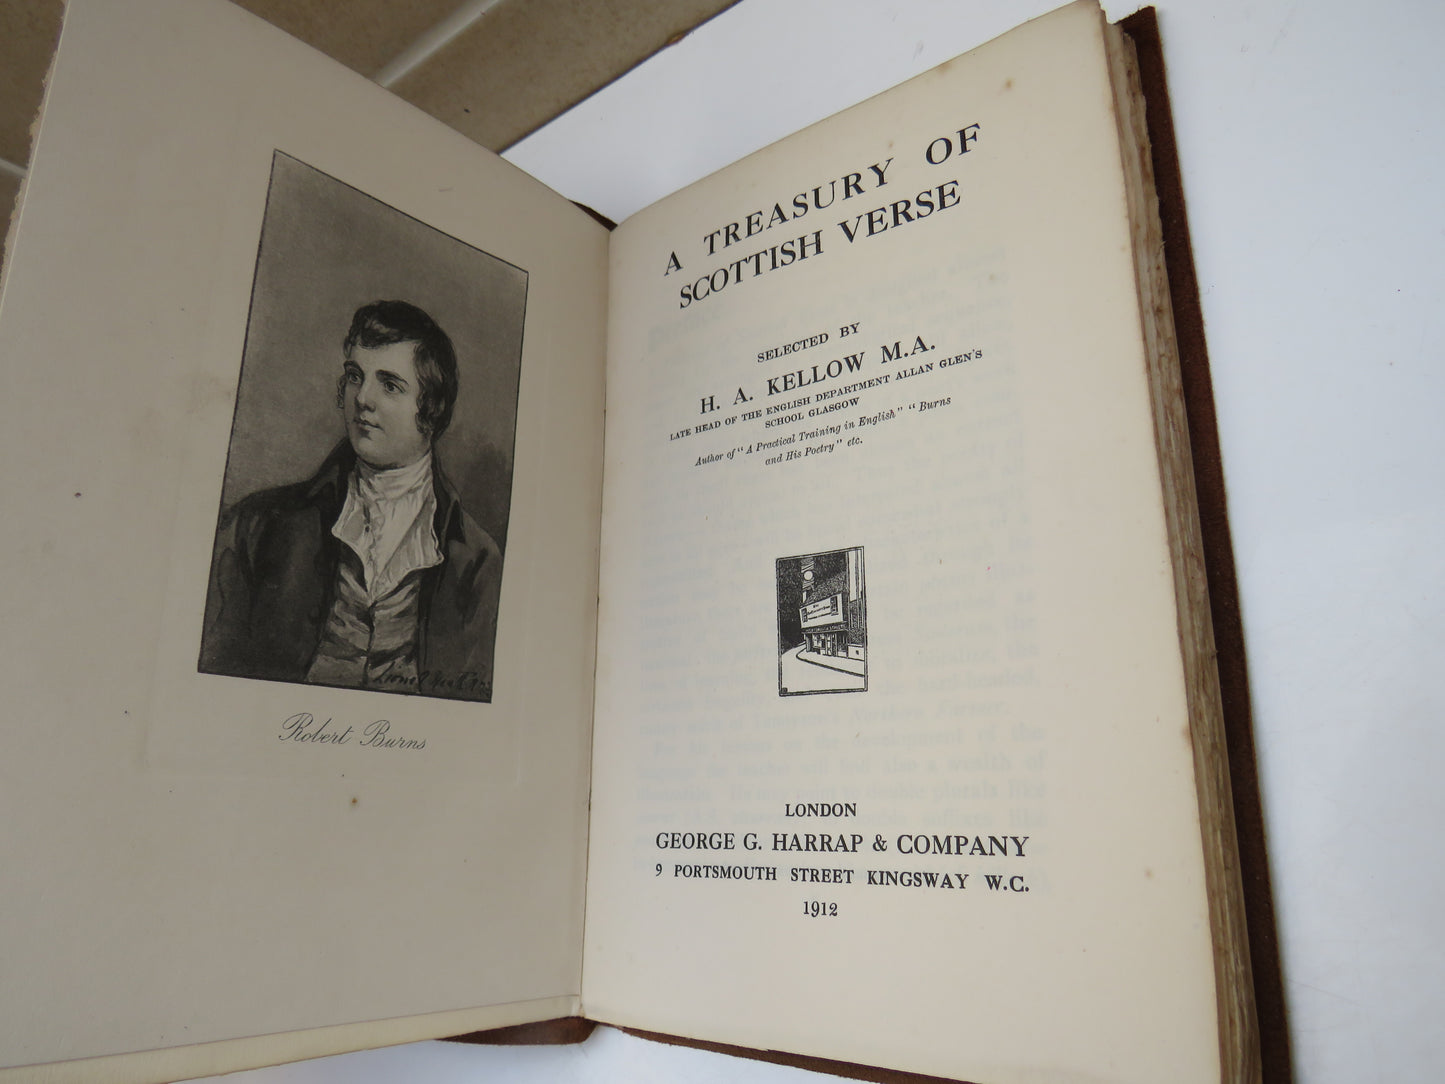 Robert Burns
A TREASURY OF
SCOTTISH VERSE
SELECTED BY
H. A. KELLOW M.A.
LATE HEAD OF THE ENGLISH DEPARTMENT ALLAN GLEN'S
SCHOOL GLASGOW
Author of "A Practical Training in English" "Burns
and His Poetry" etc.
LONDON
GEORGE G. HARRAP & COMPANY
9 PORTSMOUTH STREET KINGSWAY W.C.
1912